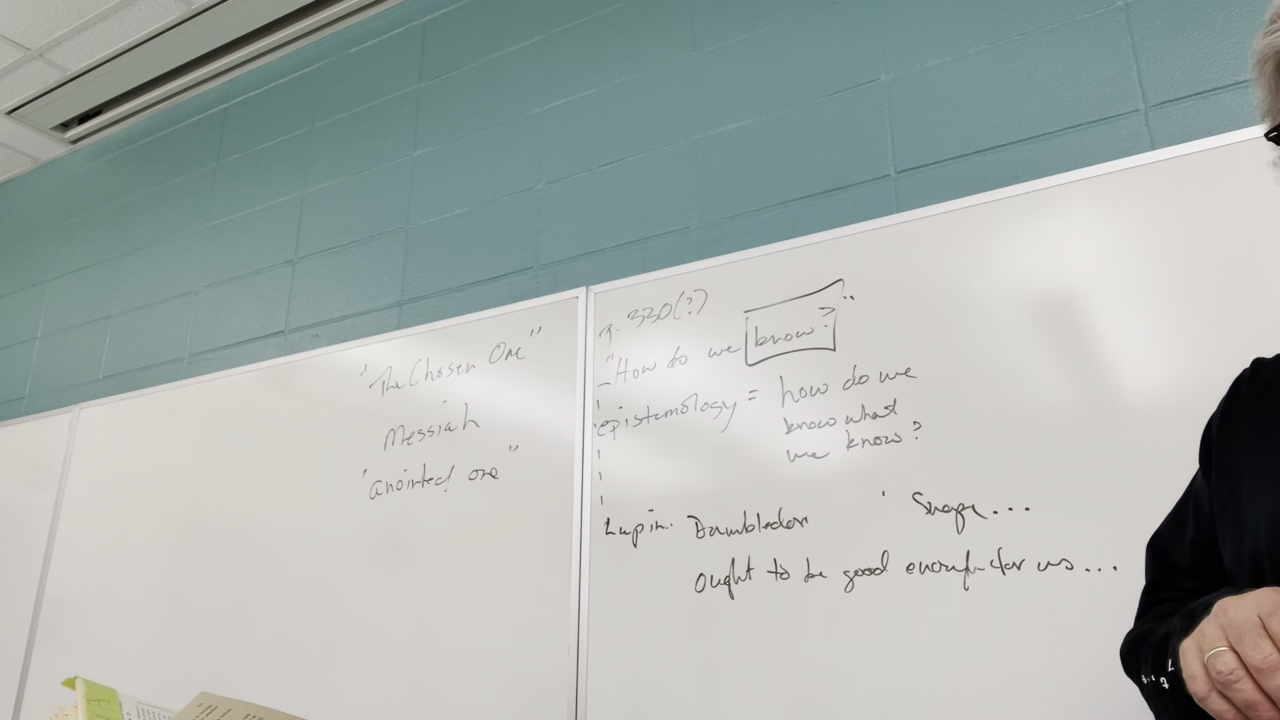 "The Chosen One"
Messiah
"anointed one"
p. 330(?)
"How do we know?"
epistemology = how do we
know what
we know?
Lupin: Dumbledore Snape...
ought to be good enough for us...